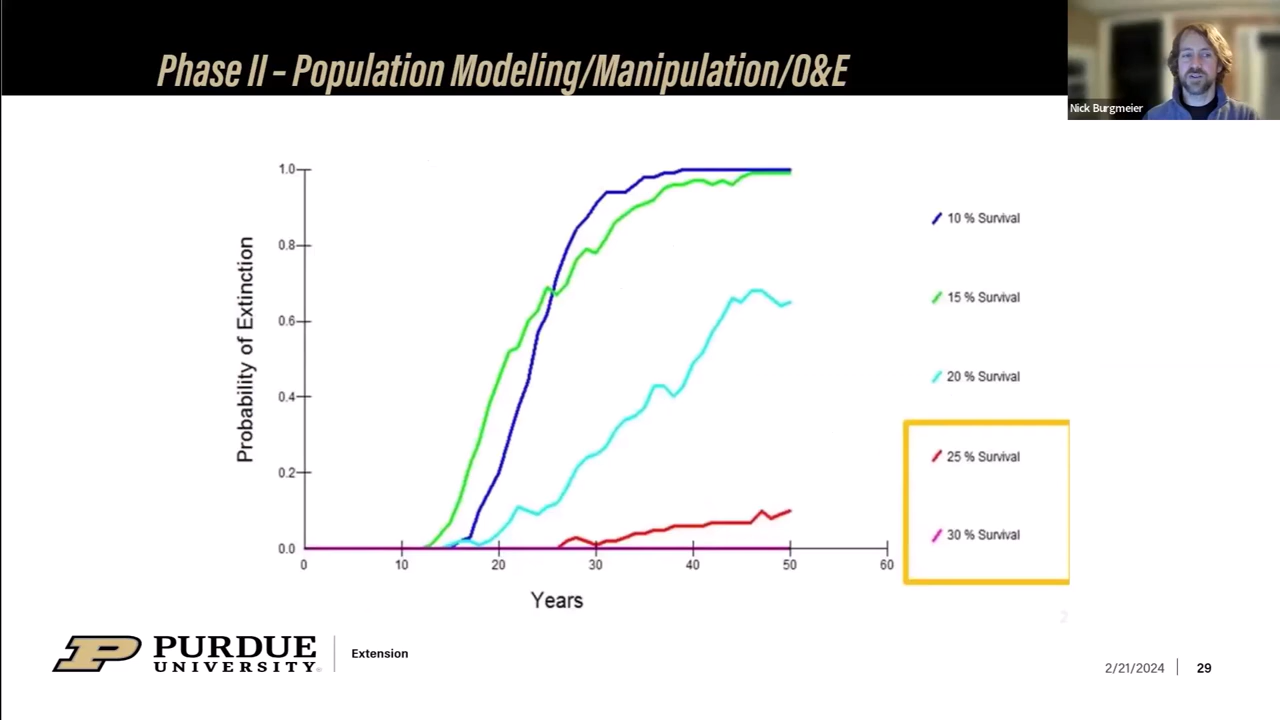 Phase II – Population Modeling/Manipulation/O&E
Nick Burgmeier
1.0
0.8
0.6
0.4
0.2
0.0
Probability of Extinction
0 10 20 30 40 50 60
Years
10 % Survival
15 % Survival
20 % Survival
25 % Survival
30 % Survival
PURDUE
UNIVERSITY
Extension
2/21/2024 29